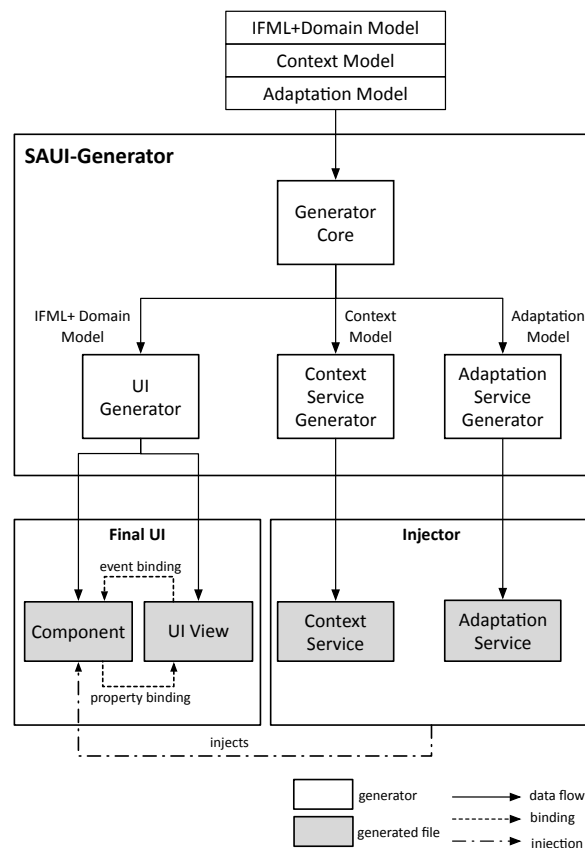 IFML+Domain Model
Context Model
Adaptation Model
SAUI-Generator
Generator
Core
IFML+ Domain
Model
Context
Model
Adaptation
Model
UI
Generator
Context
Service
Generator
Adaptation
Service
Generator
Final UI
Injector
event binding
Component
UI View
Context
Service
Adaptation
Service
property binding
injects
generator
data flow
binding
generated file
injection